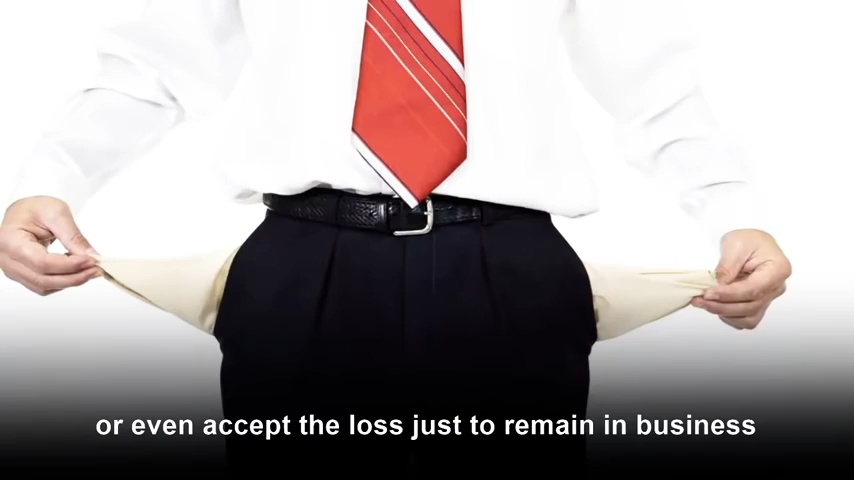 or even accept the loss just to remain in business